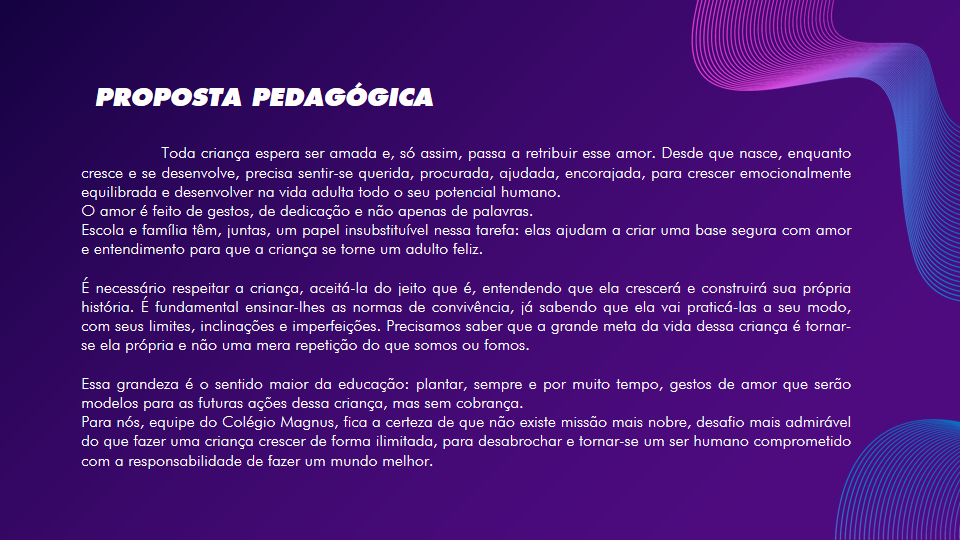 PROPOSTA PEDAGÓGICA
Toda criança espera ser amada e, só assim, passa a retribuir esse amor. Desde que nasce, enquanto
cresce e se desenvolve, precisa sentir-se querida, procurada, ajudada, encorajada, para crescer emocionalmente
equilibrada e desenvolver na vida adulta todo o seu potencial humano.
O amor é feito de gestos, de dedicação e não apenas de palavras.
Escola e família têm, juntas, um papel insubstituível nessa tarefa: elas ajudam a criar uma base segura com amor
e entendimento para que a criança se torne um adulto feliz.
É necessário respeitar a criança, aceitá-la do jeito que é, entendendo que ela crescerá e construirá sua própria
história. É fundamental ensinar-lhes as normas de convivência, já sabendo que ela vai praticá-las a seu modo,
com seus limites, inclinações e imperfeições. Precisamos saber que a grande meta da vida dessa criança é tornar-
se ela própria e não uma mera repetição do que somos ou fomos.
Essa grandeza é o sentido maior da educação: plantar, sempre e por muito tempo, gestos de amor que serão
modelos para as futuras ações dessa criança, mas sem cobrança.
Para nós, equipe do Colégio Magnus, fica a certeza de que não existe missão mais nobre, desafio mais admirável
do que fazer uma criança crescer de forma ilimitada, para desabrochar e tornar-se um ser humano comprometido
com a responsabilidade de fazer um mundo melhor.